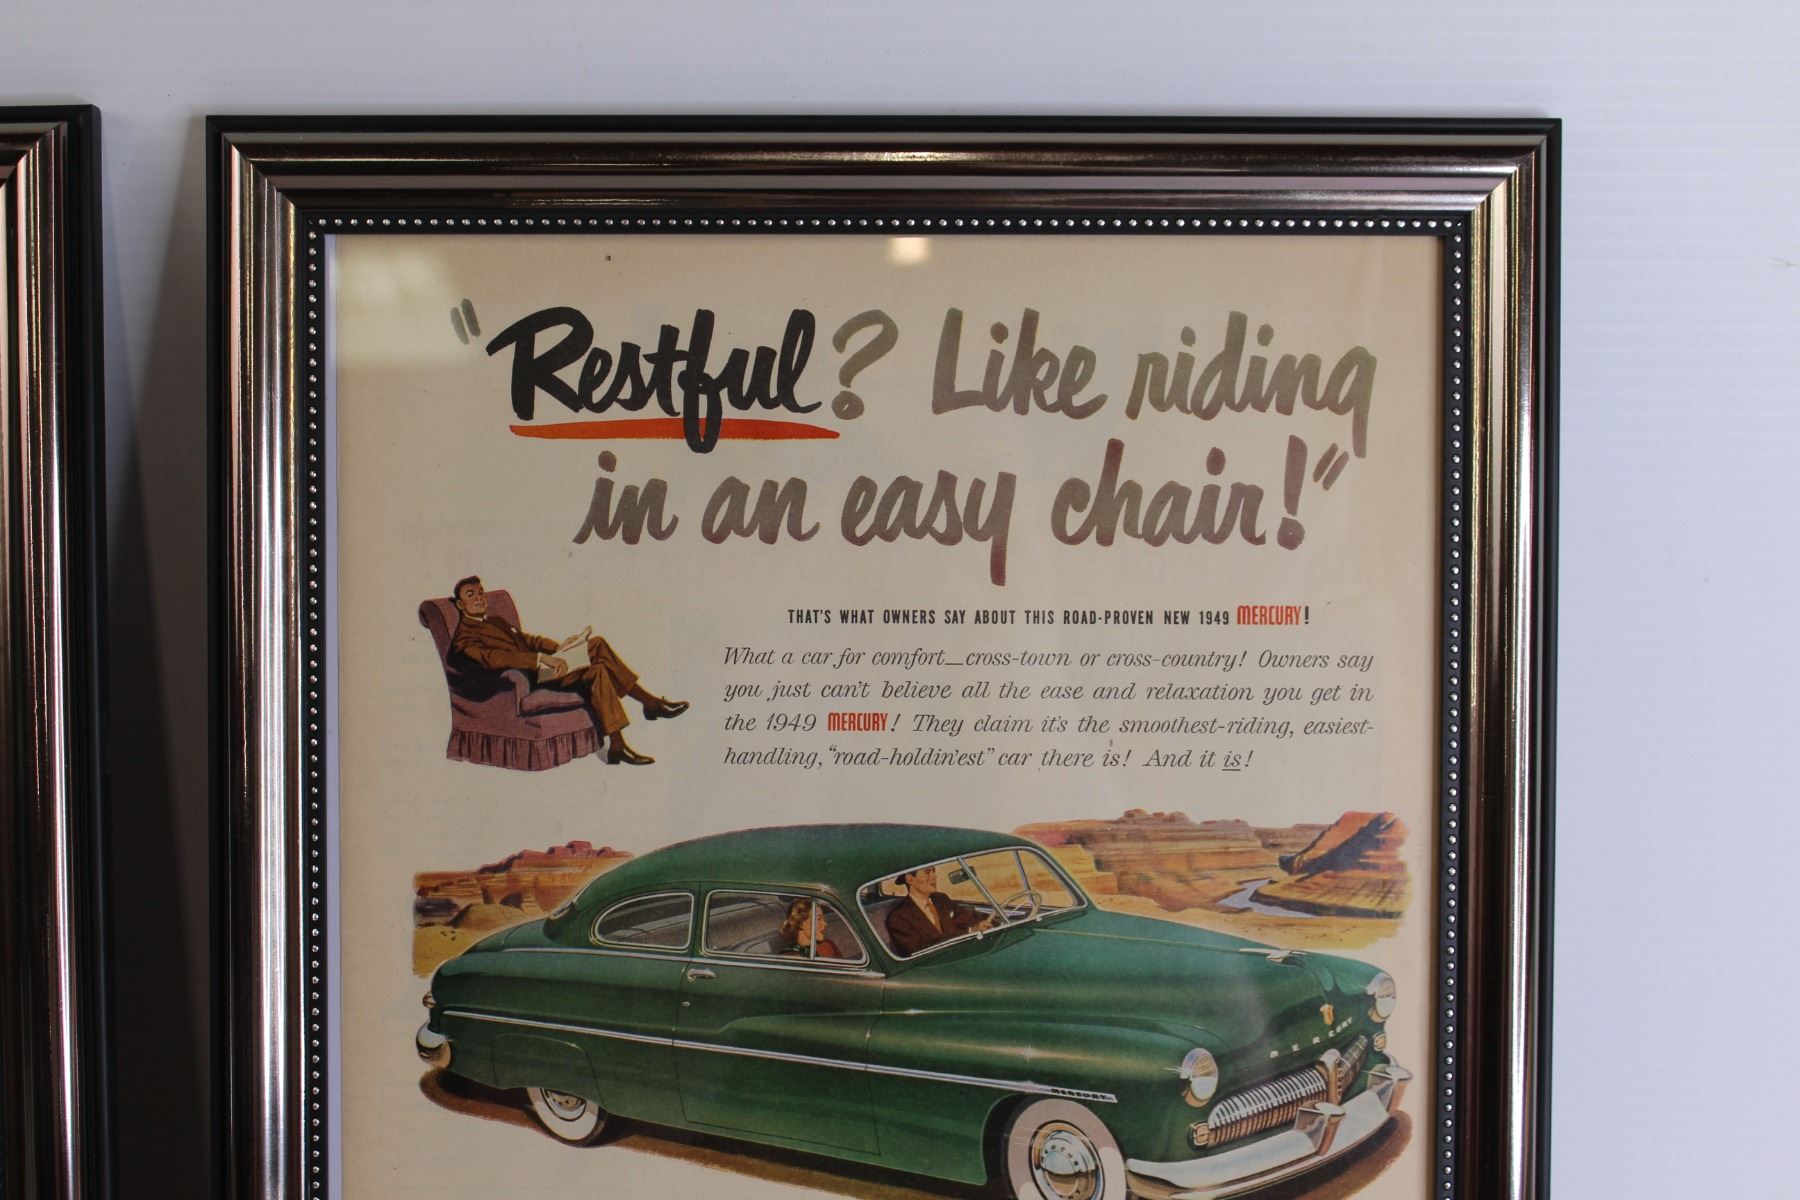 "Restful? Like riding
in an easy chair!"
THAT'S WHAT OWNERS SAY ABOUT THIS ROAD-PROVEN NEW 1949 MERCURY!
What a car for comfort—cross-town or cross-country! Owners say
you just can't believe all the ease and relaxation you get in
the 1949 MERCURY! They claim it's the smoothest-riding, easiest-
handling, "road-holdin'est" car there is! And it is!
MERCURY
MERCURY